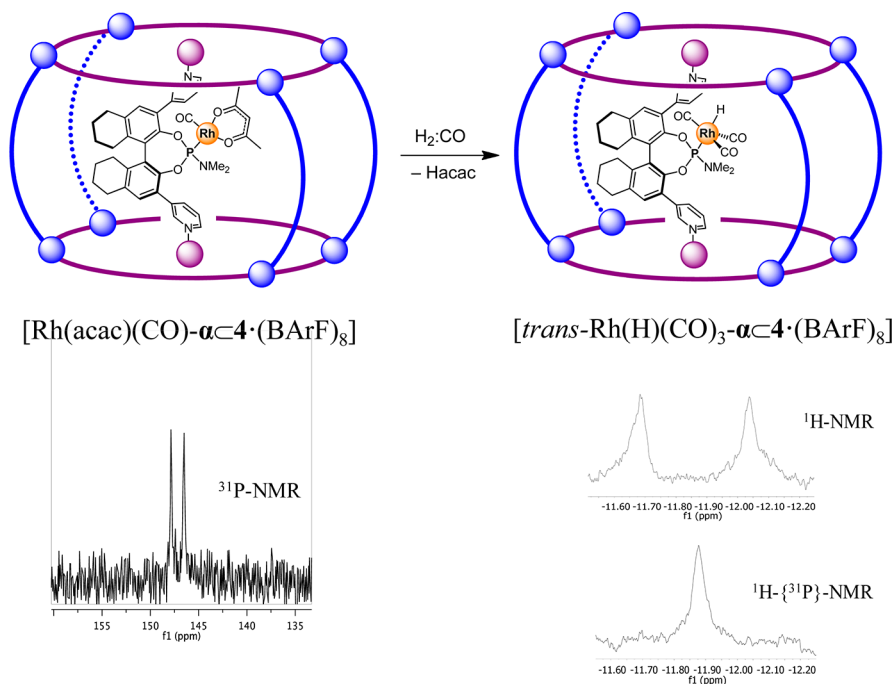 N
OC
Rh
O
O
O
O
P
NMe2
N
H2:CO
– Hacac
N
OC
H
Rh
CO
CO
O
O
P
NMe2
N
[Rh(acac)(CO)-α⊂4·(BArF)8]
[trans-Rh(H)(CO)3-α⊂4·(BArF)8]
31P-NMR
155 150 145 140 135
f1 (ppm)
1H-NMR
-11.60 -11.70 -11.80 -11.90 -12.00 -12.10 -12.20
f1 (ppm)
1H-{31P}-NMR
-11.60 -11.70 -11.80 -11.90 -12.00 -12.10 -12.20
f1 (ppm)